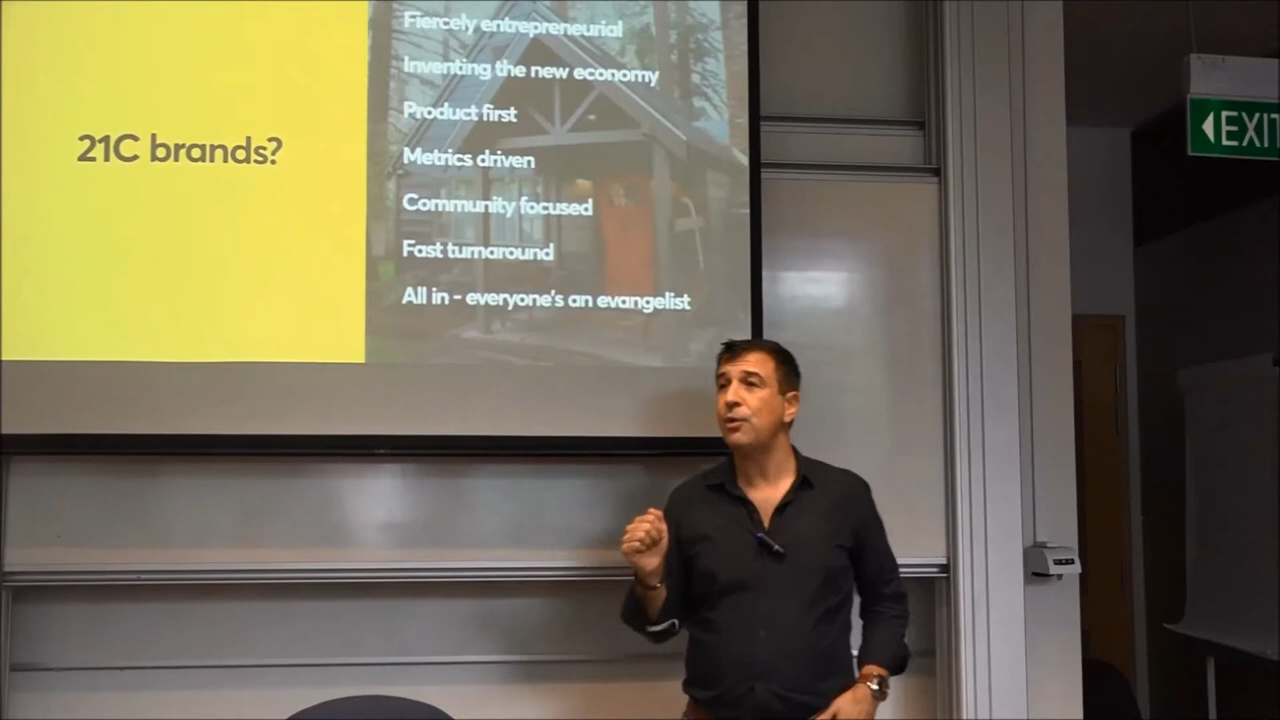 21C brands?
Fiercely entrepreneurial
Inventing the new economy
Product first
Metrics driven
Community focused
Fast turnaround
All in - everyone's an evangelist
EXIT